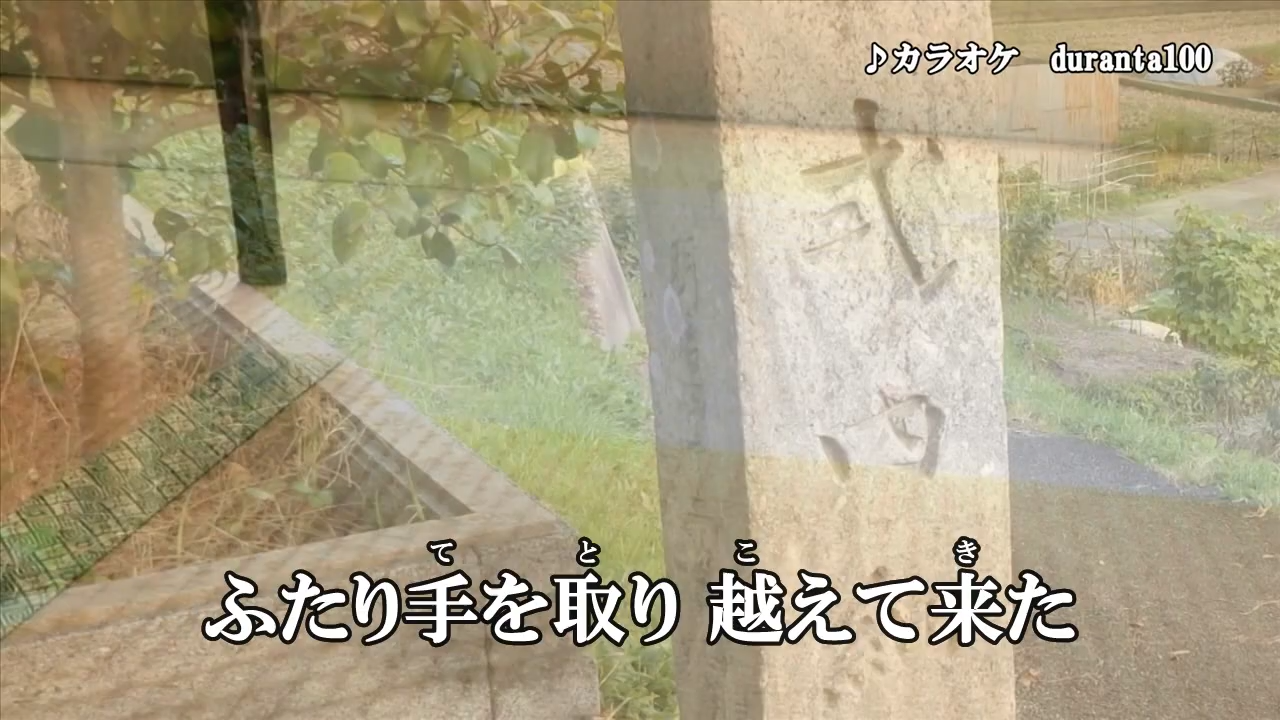 ♪カラオケ　duranta100
て と こ き
ふたり手を取り 越えて来た